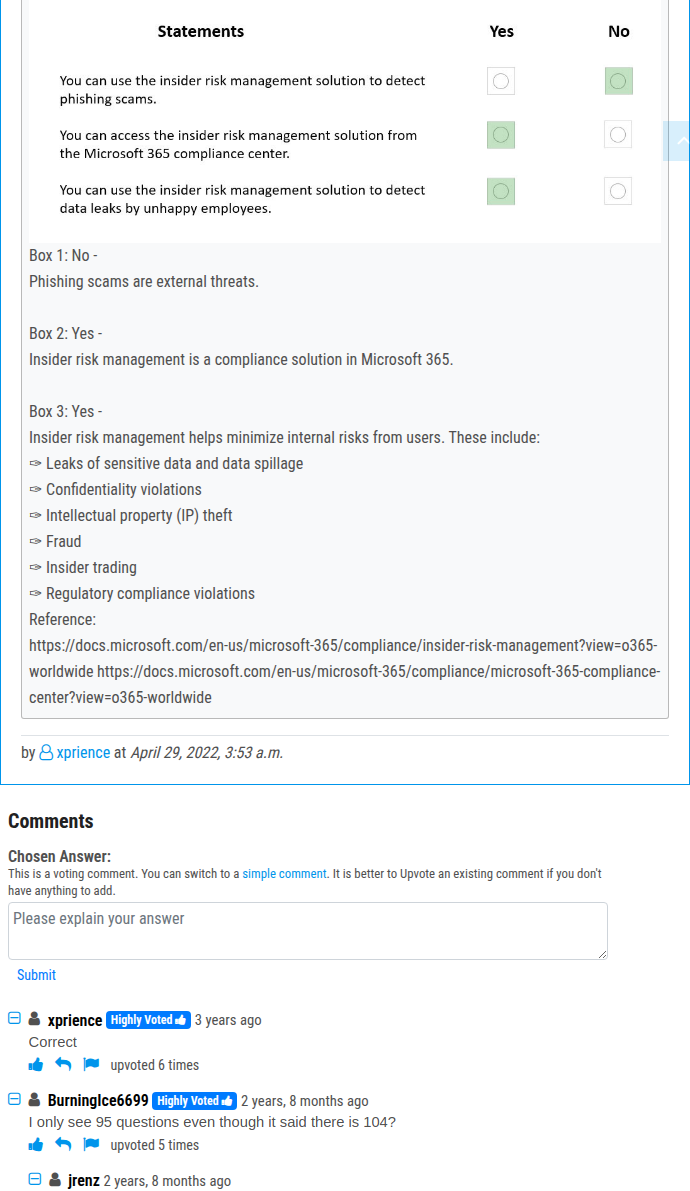 Statements Yes No
You can use the insider risk management solution to detect
phishing scams.
You can access the insider risk management solution from
the Microsoft 365 compliance center.
You can use the insider risk management solution to detect
data leaks by unhappy employees.
Box 1: No -
Phishing scams are external threats.
Box 2: Yes -
Insider risk management is a compliance solution in Microsoft 365.
Box 3: Yes -
Insider risk management helps minimize internal risks from users. These include:
✑ Leaks of sensitive data and data spillage
✑ Confidentiality violations
✑ Intellectual property (IP) theft
✑ Fraud
✑ Insider trading
✑ Regulatory compliance violations
Reference:
https://docs.microsoft.com/en-us/microsoft-365/compliance/insider-risk-management?view=o365-
worldwide https://docs.microsoft.com/en-us/microsoft-365/compliance/microsoft-365-compliance-
center?view=o365-worldwide
by xprience at April 29, 2022, 3:53 a.m.
Comments
Chosen Answer:
This is a voting comment. You can switch to a simple comment. It is better to Upvote an existing comment if you don't
have anything to add.
Please explain your answer
Submit
xprience Highly Voted 3 years ago
Correct
upvoted 6 times
BurningIce6699 Highly Voted 2 years, 8 months ago
I only see 95 questions even though it said there is 104?
upvoted 5 times
jrenz 2 years, 8 months ago